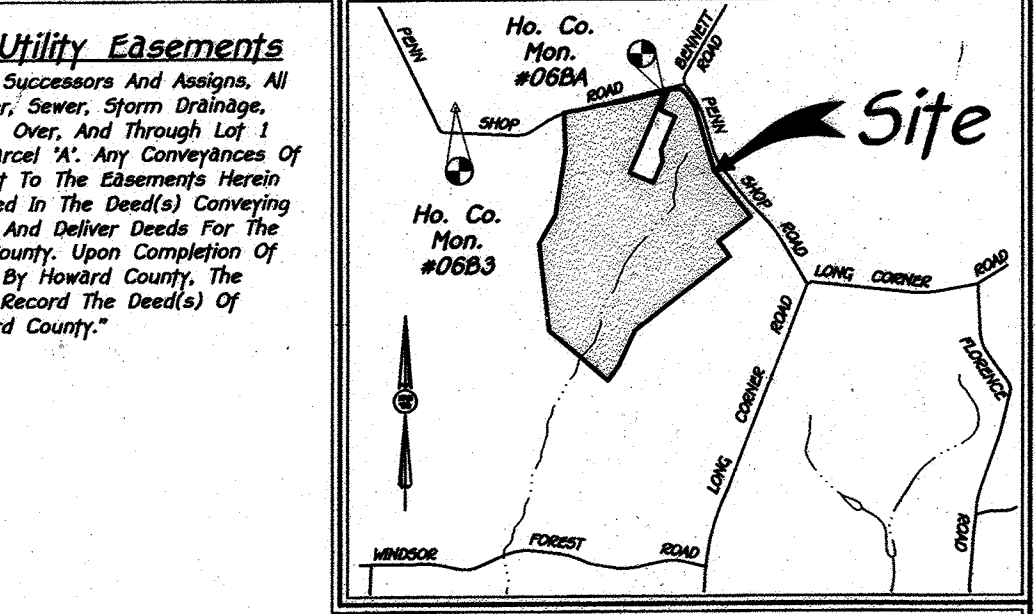 Utility Easements
Successors And Assigns, All
er, Sewer, Storm Drainage,
Over, And Through Lot 1
arcel "A". Any Conveyances Of
t To The Easements Herein
ed In The Deed(s) Conveying
And Deliver Deeds For The
ounty. Upon Completion Of
By Howard County, The
Record The Deed(s) Of
rd County."
PENN
SHOP
ROAD
Ho. Co.
Mon.
#06BA
BENNETT
ROAD
PENN
SHOP
ROAD
Site
Ho. Co.
Mon.
#06B3
LONG CORNER ROAD
LONG CORNER ROAD
FLORENCE
ROAD
WINDSOR FOREST ROAD